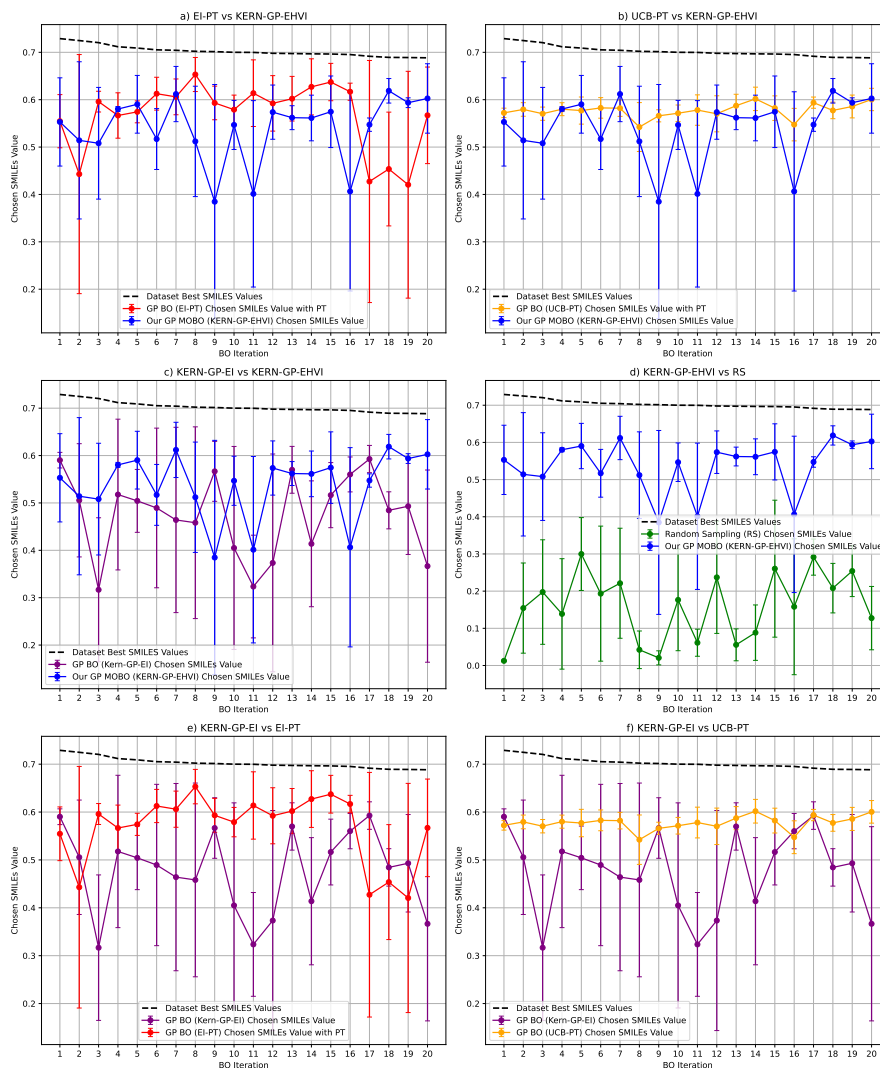 a) EI-PT vs KERN-GP-EHVI
Chosen SMILES Value
0.7
0.6
0.5
0.4
0.3
0.2
Dataset Best SMILES Values
GP BO (EI-PT) Chosen SMILEs Value with PT
Our GP MOBO (KERN-GP-EHVI) Chosen SMILEs Value
1 2 3 4 5 6 7 8 9 10 11 12 13 14 15 16 17 18 19 20
BO Iteration
b) UCB-PT vs KERN-GP-EHVI
Chosen SMILEs Value
0.7
0.6
0.5
0.4
0.3
0.2
Dataset Best SMILES Values
GP BO (UCB-PT) Chosen SMILEs Value with PT
Our GP MOBO (KERN-GP-EHVI) Chosen SMILEs Value
1 2 3 4 5 6 7 8 9 10 11 12 13 14 15 16 17 18 19 20
BO Iteration
c) KERN-GP-EI vs KERN-GP-EHVI
Chosen SMILEs Value
0.7
0.6
0.5
0.4
0.3
0.2
Dataset Best SMILES Values
GP BO (Kern-GP-EI) Chosen SMILEs Value
Our GP MOBO (KERN-GP-EHVI) Chosen SMILEs Value
1 2 3 4 5 6 7 8 9 10 11 12 13 14 15 16 17 18 19 20
BO Iteration
d) KERN-GP-EHVI vs RS
Chosen SMILEs Value
0.7
0.6
0.5
0.4
0.3
0.2
0.1
0.0
Dataset Best SMILES Values
Random Sampling (RS) Chosen SMILEs Value
Our GP MOBO (KERN-GP-EHVI) Chosen SMILEs Value
1 2 3 4 5 6 7 8 9 10 11 12 13 14 15 16 17 18 19 20
BO Iteration
e) KERN-GP-EI vs EI-PT
Chosen SMILEs Value
0.7
0.6
0.5
0.4
0.3
0.2
Dataset Best SMILES Values
GP BO (Kern-GP-EI) Chosen SMILEs Value
GP BO (EI-PT) Chosen SMILEs Value with PT
1 2 3 4 5 6 7 8 9 10 11 12 13 14 15 16 17 18 19 20
BO Iteration
f) KERN-GP-EI vs UCB-PT
Chosen SMILEs Value
0.7
0.6
0.5
0.4
0.3
0.2
Dataset Best SMILES Values
GP BO (Kern-GP-EI) Chosen SMILEs Value
GP BO (UCB-PT) Chosen SMILEs Value
1 2 3 4 5 6 7 8 9 10 11 12 13 14 15 16 17 18 19 20
BO Iteration